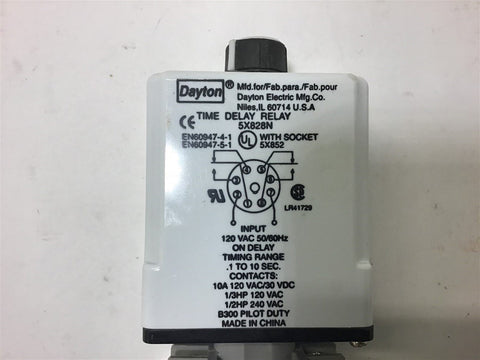 Dayton®
Mfd.for/Fab.para./Fab.pour
Dayton Electric Mfg.Co.
Niles,IL 60714 U.S.A
TIME DELAY RELAY
5X828N
CE
EN60947-4-1
EN60947-5-1
UL
WITH SOCKET
5X852
LR41729
INPUT
120 VAC 50/60Hz
ON DELAY
TIMING RANGE
.1 TO 10 SEC.
CONTACTS:
10A 120 VAC/30 VDC
1/3HP 120 VAC
1/2HP 240 VAC
B300 PILOT DUTY
MADE IN CHINA